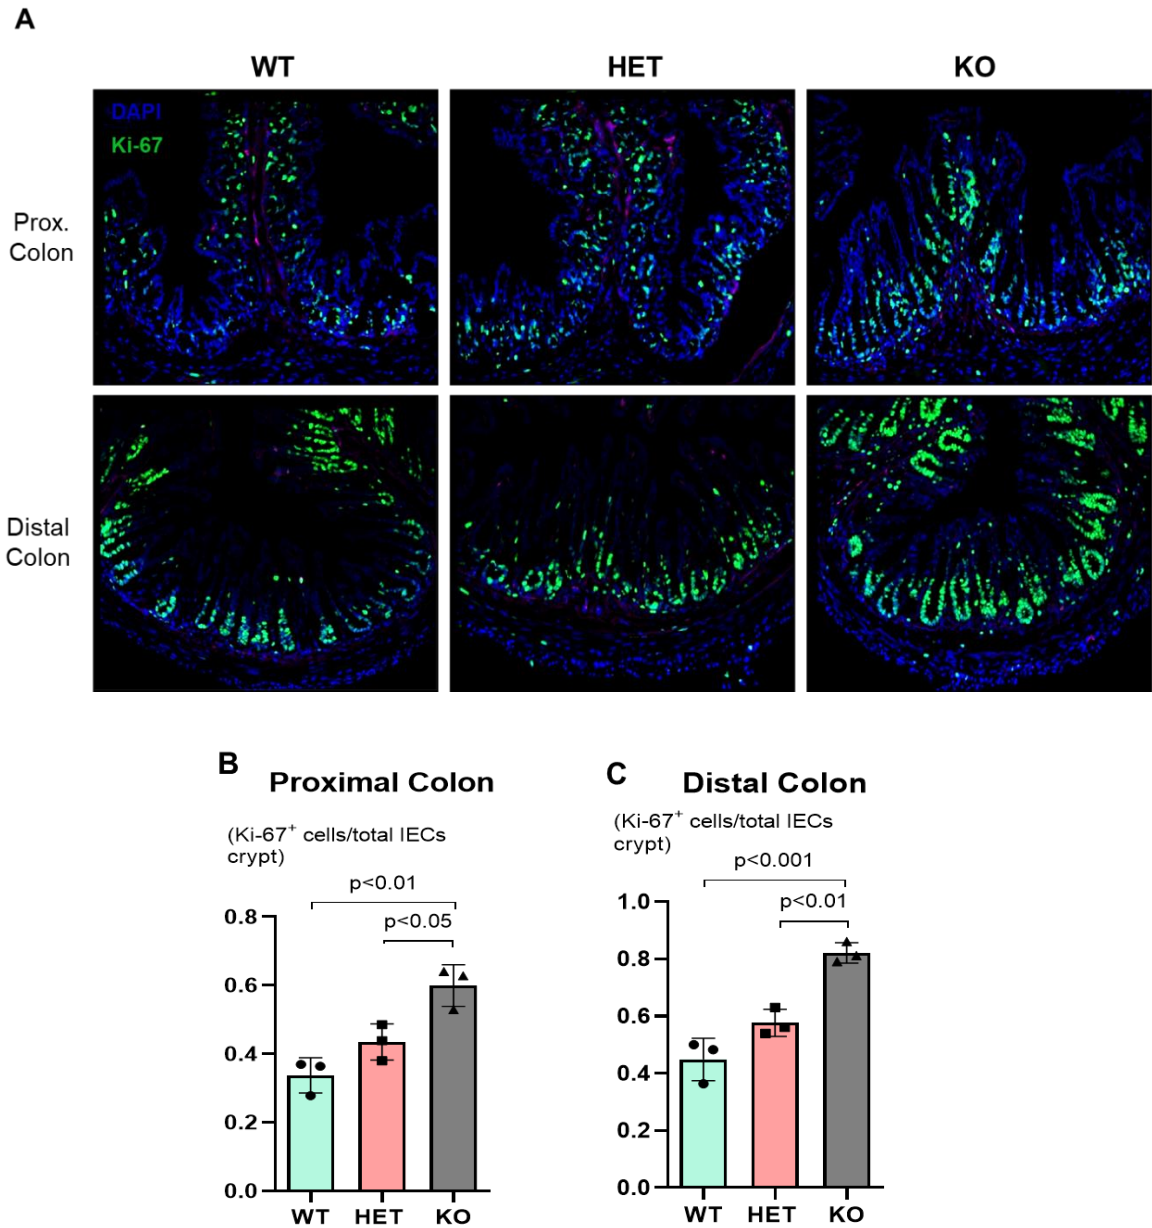 A
WT HET KO
DAPI
Ki-67
Prox.
Colon
Distal
Colon
B Proximal Colon
(Ki-67⁺ cells/total IECs
crypt)
p<0.01
p<0.05
0.8
0.6
0.4
0.2
0.0
WT HET KO
C Distal Colon
(Ki-67⁺ cells/total IECs
crypt)
p<0.001
p<0.01
1.0
0.8
0.6
0.4
0.2
0.0
WT HET KO